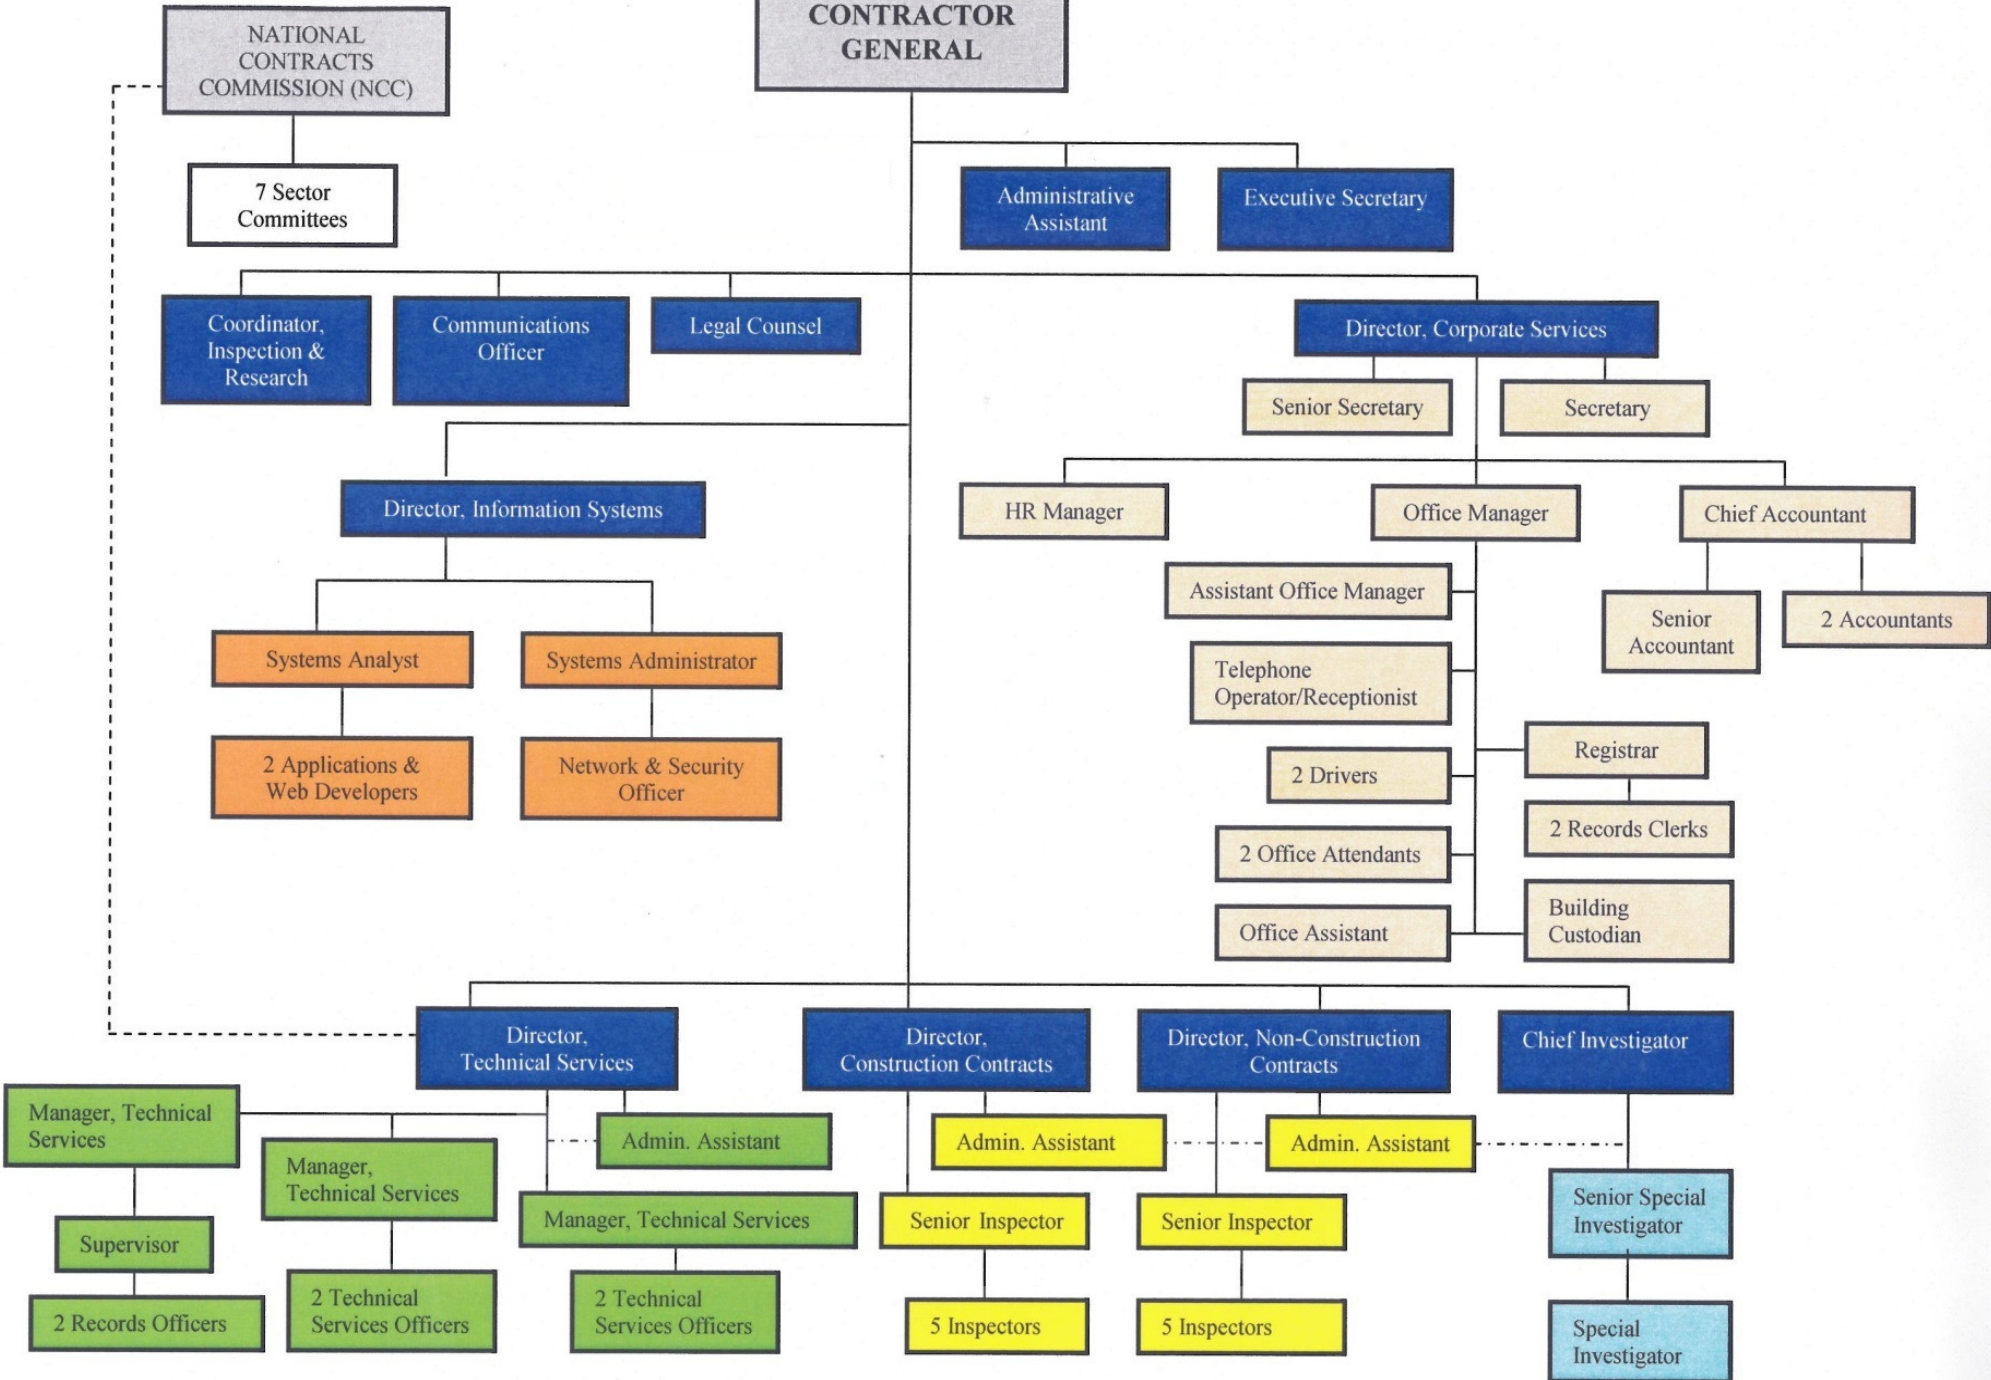 NATIONAL
CONTRACTS
COMMISSION (NCC)
CONTRACTOR
GENERAL
7 Sector
Committees
Administrative
Assistant
Executive Secretary
Coordinator,
Inspection &
Research
Communications
Officer
Legal Counsel
Director, Corporate Services
Senior Secretary
Secretary
Director, Information Systems
HR Manager
Office Manager
Chief Accountant
Assistant Office Manager
Senior
Accountant
2 Accountants
Systems Analyst
Systems Administrator
Telephone
Operator/Receptionist
2 Applications &
Web Developers
Network & Security
Officer
2 Drivers
Registrar
2 Records Clerks
2 Office Attendants
Office Assistant
Building
Custodian
Director,
Technical Services
Director,
Construction Contracts
Director, Non-Construction
Contracts
Chief Investigator
Manager, Technical
Services
Manager,
Technical Services
Admin. Assistant
Admin. Assistant
Admin. Assistant
Manager, Technical Services
Senior Inspector
Senior Inspector
Senior Special
Investigator
Supervisor
2 Records Officers
2 Technical
Services Officers
2 Technical
Services Officers
5 Inspectors
5 Inspectors
Special
Investigator